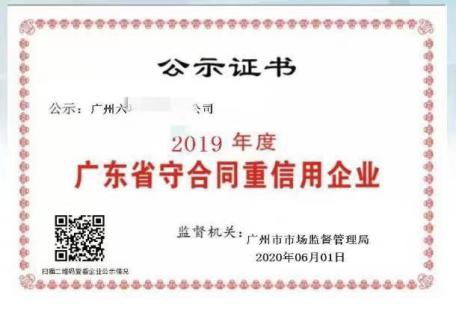 公示证书
公示：广州六 公司
2019 年度
广东省守合同重信用企业
监督机关：广州市市场监督管理局
2020年06月01日
扫描二维码查看企业公示情况